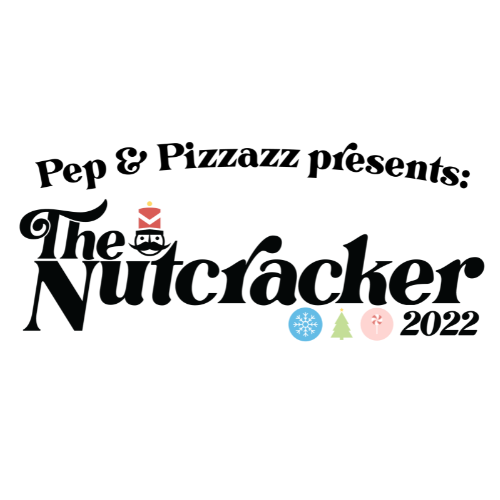 Pep & Pizzazz presents:
The
Nutcracker
2022